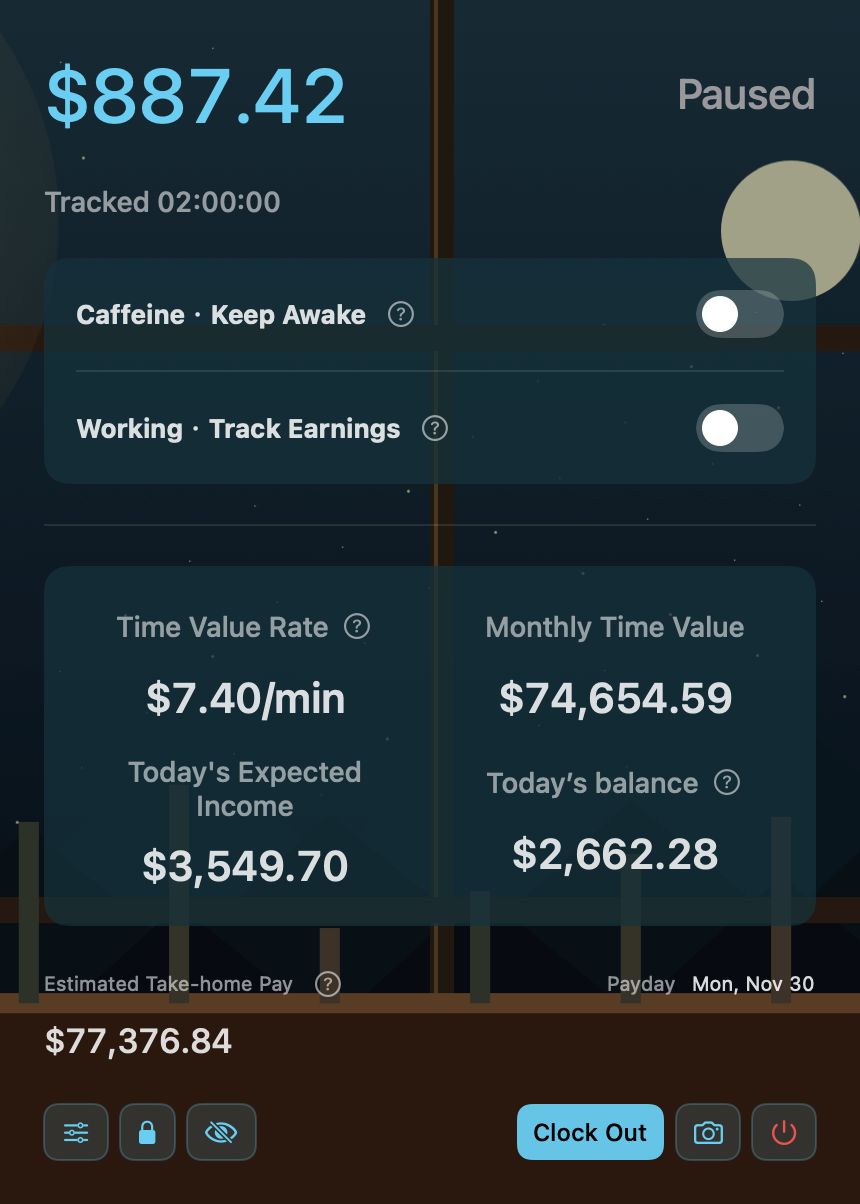 $887.42
Paused
Tracked 02:00:00
Caffeine · Keep Awake ?
Working · Track Earnings ?
Time Value Rate ?
$7.40/min
Monthly Time Value
$74,654.59
Today's Expected
Income
$3,549.70
Today’s balance ?
$2,662.28
Estimated Take-home Pay ?
$77,376.84
Payday Mon, Nov 30
Clock Out